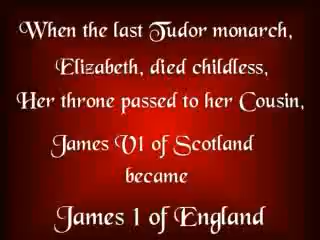 When the last Tudor monarch,
Elizabeth, died childless,
Her throne passed to her Cousin,
James V1 of Scotland
became
James 1 of England